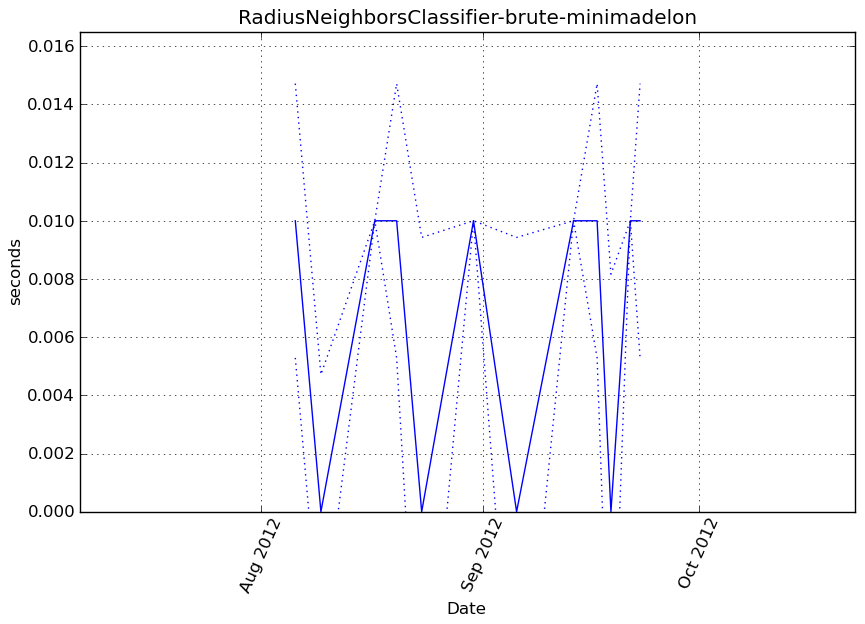 RadiusNeighborsClassifier-brute-minimadelon
0.016
0.014
0.012
0.010
0.008
0.006
0.004
0.002
0.000
seconds
Aug 2012
Sep 2012
Oct 2012
Date